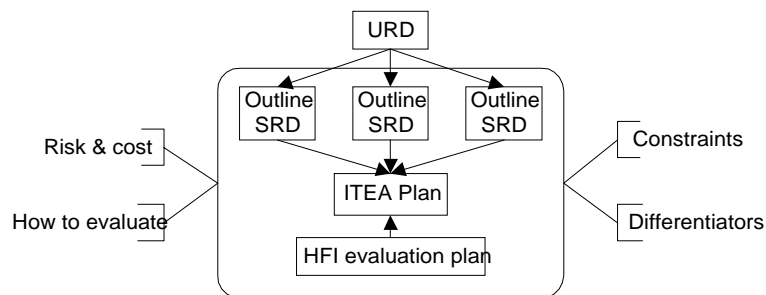 URD
Outline
SRD
Outline
SRD
Outline
SRD
Risk & cost
Constraints
ITEA Plan
How to evaluate
Differentiators
HFI evaluation plan